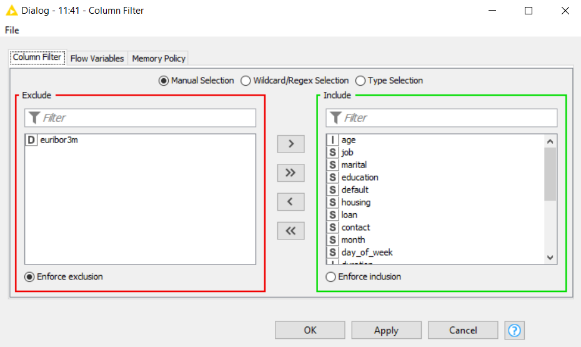 Dialog - 11:41 - Column Filter
File
Column Filter Flow Variables Memory Policy
Manual Selection Wildcard/Regex Selection Type Selection
Exclude
Filter
D euribor3m
Enforce exclusion
>
>>
<
<<
Include
Filter
I age
S job
S marital
S education
S default
S housing
S loan
S contact
S month
S day_of_week
I duration
Enforce inclusion
OK Apply Cancel ?